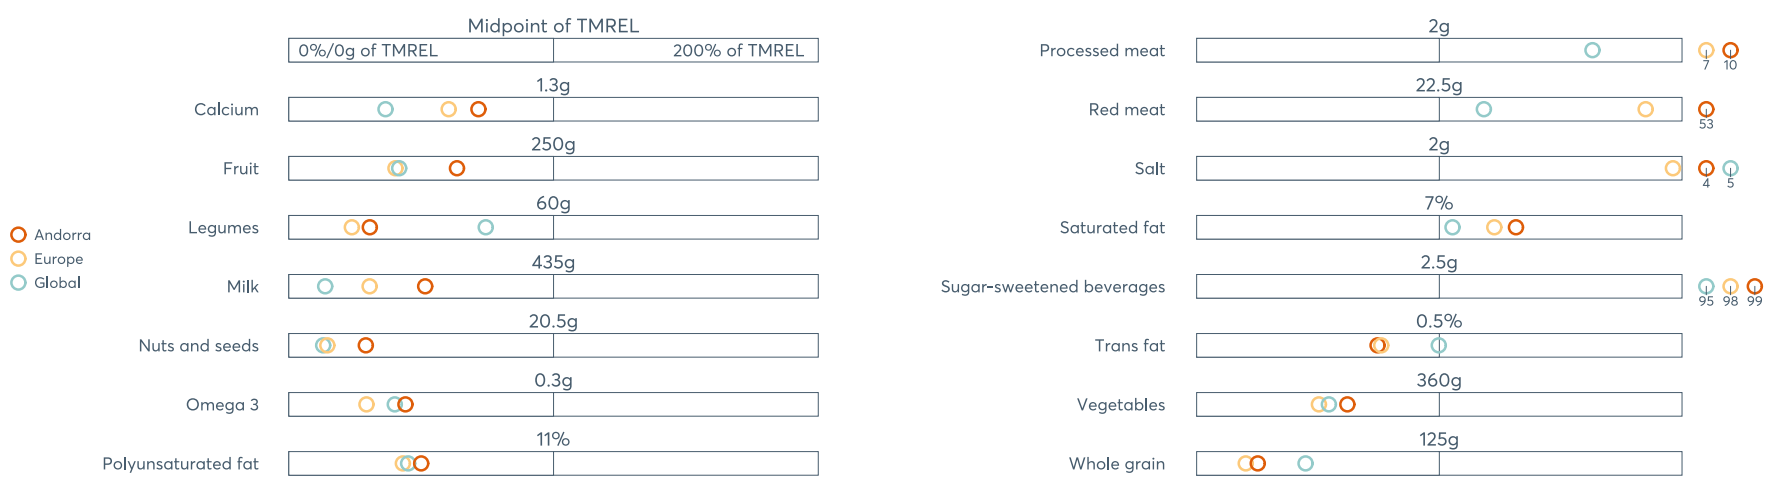 Midpoint of TMREL
0%/0g of TMREL 200% of TMREL
1.3g
Calcium
250g
Fruit
60g
Legumes
435g
Milk
20.5g
Nuts and seeds
0.3g
Omega 3
11%
Polyunsaturated fat
Andorra
Europe
Global
2g
Processed meat
7 10
22.5g
Red meat
53
2g
Salt
4 5
7%
Saturated fat
2.5g
Sugar-sweetened beverages
95 98 99
0.5%
Trans fat
360g
Vegetables
125g
Whole grain